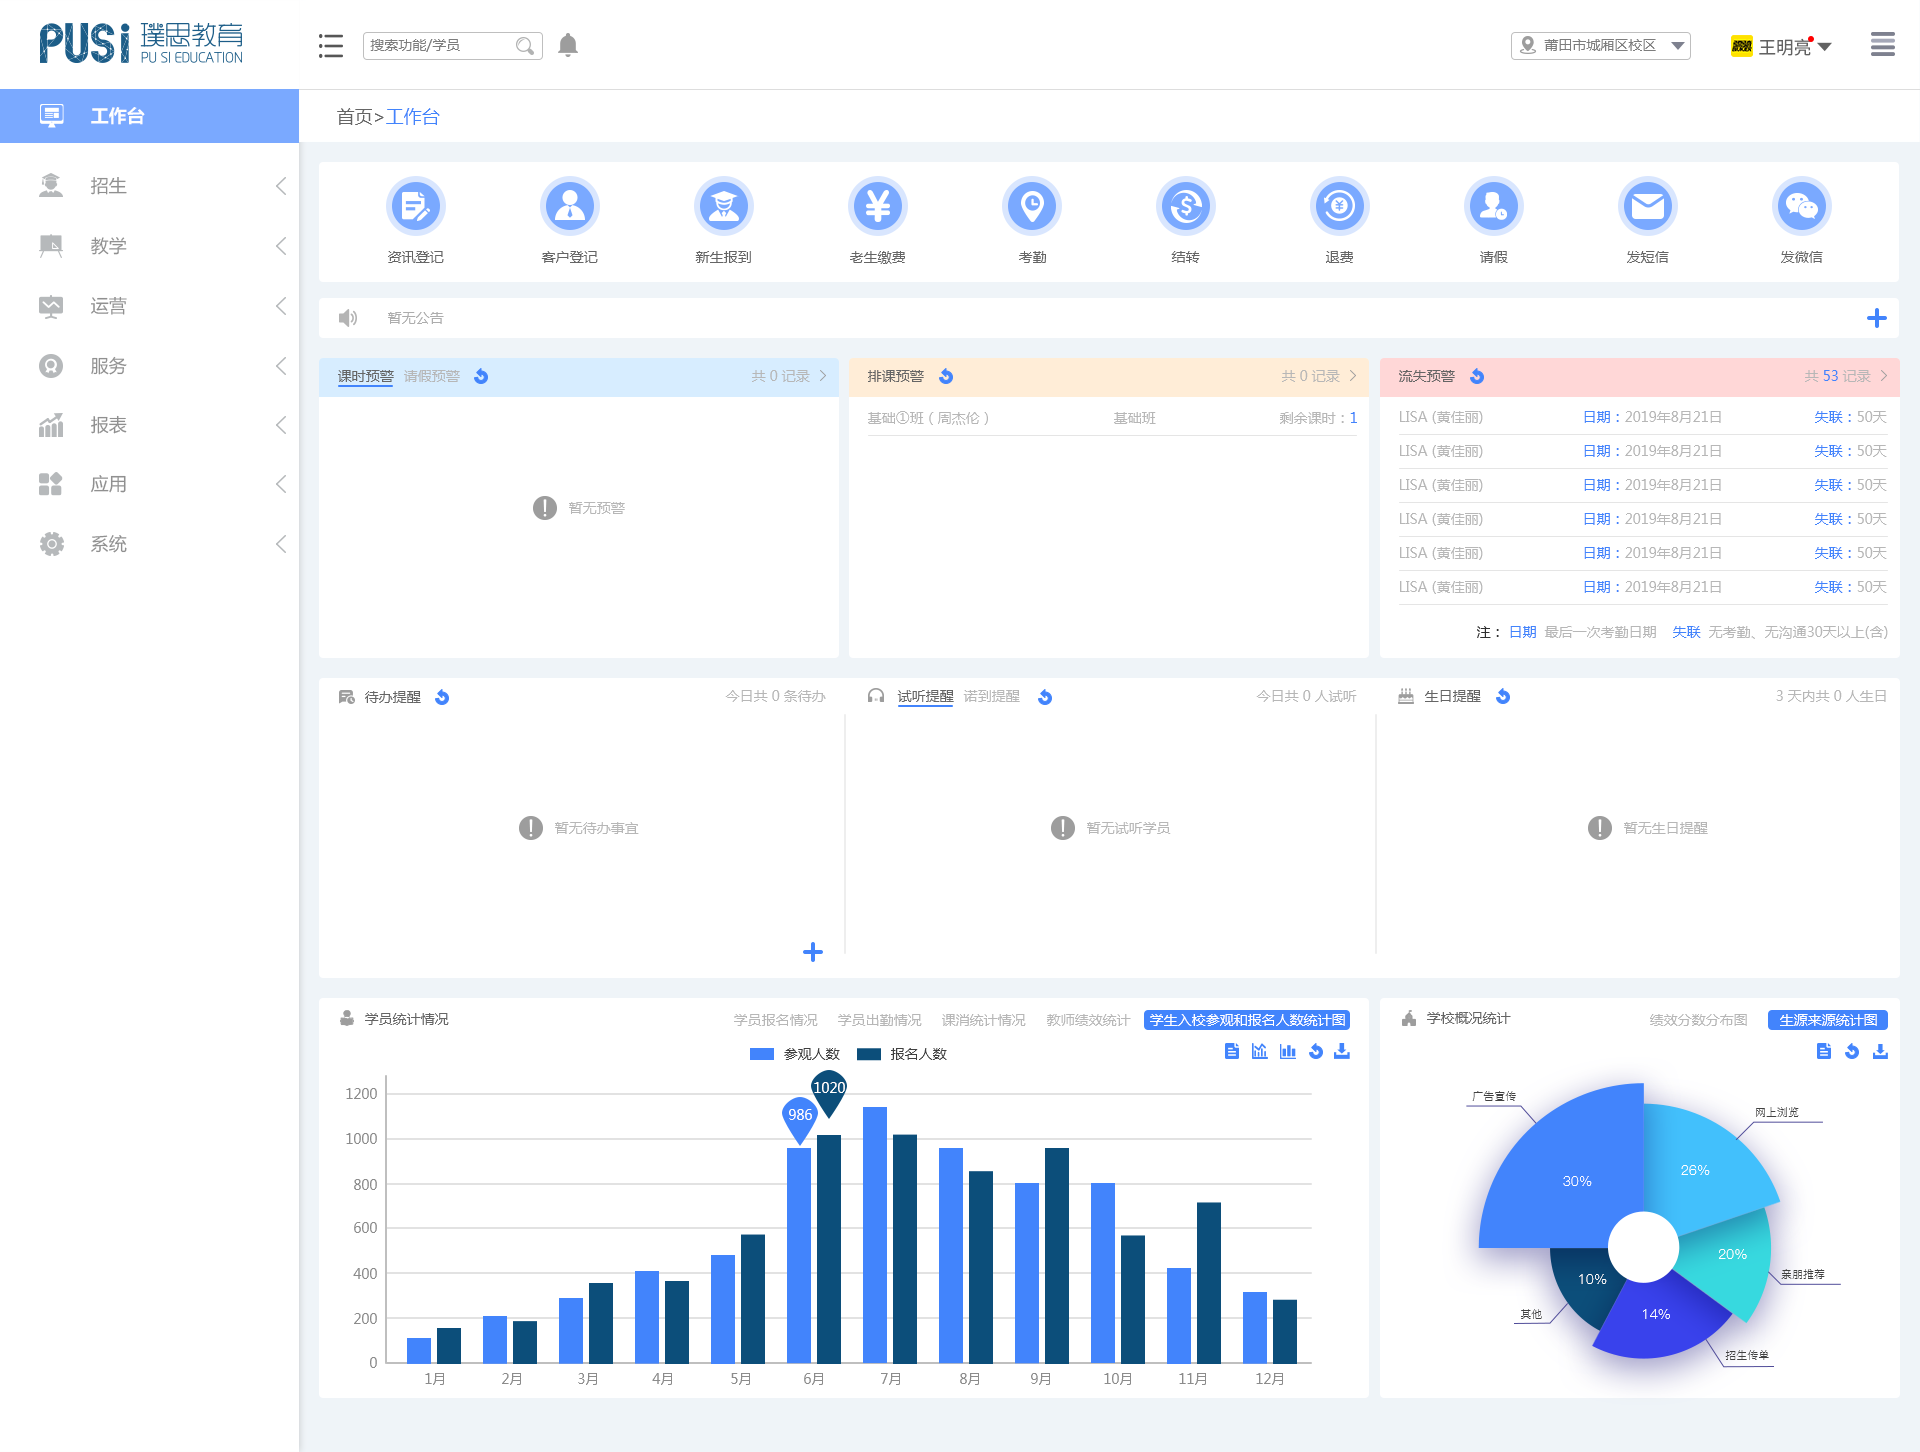 PUSi 璞思教育
PU SI EDUCATION
搜索功能/学员
莆田市城厢区校区
王明亮
工作台
首页>工作台
招生
教学
运营
服务
报表
应用
系统
资讯登记 客户登记 新生报到 老生缴费 考勤 结转 退费 请假 发短信 发微信
暂无公告
课时预警 请假预警 共 0 记录
暂无预警
排课预警 共 0 记录
基础①班（周杰伦） 基础班 剩余课时：1
流失预警 共 53 记录
LISA (黄佳丽) 日期：2019年8月21日 失联：50天
LISA (黄佳丽) 日期：2019年8月21日 失联：50天
LISA (黄佳丽) 日期：2019年8月21日 失联：50天
LISA (黄佳丽) 日期：2019年8月21日 失联：50天
LISA (黄佳丽) 日期：2019年8月21日 失联：50天
LISA (黄佳丽) 日期：2019年8月21日 失联：50天
注： 日期 最后一次考勤日期 失联 无考勤、无沟通30天以上(含)
待办提醒 今日共 0 条待办
暂无待办事宜
试听提醒 诺到提醒 今日共 0 人试听
暂无试听学员
生日提醒 3 天内共 0 人生日
暂无生日提醒
学员统计情况 学员报名情况 学员出勤情况 课消统计情况 教师绩效统计 学生入校参观和报名人数统计图
参观人数 报名人数
1200
1000
800
600
400
200
0
986
1020
1月 2月 3月 4月 5月 6月 7月 8月 9月 10月 11月 12月
学校概况统计 绩效分数分布图 生源来源统计图
广告宣传
网上浏览
30%
26%
20%
亲朋推荐
10%
14%
其他
招生传单